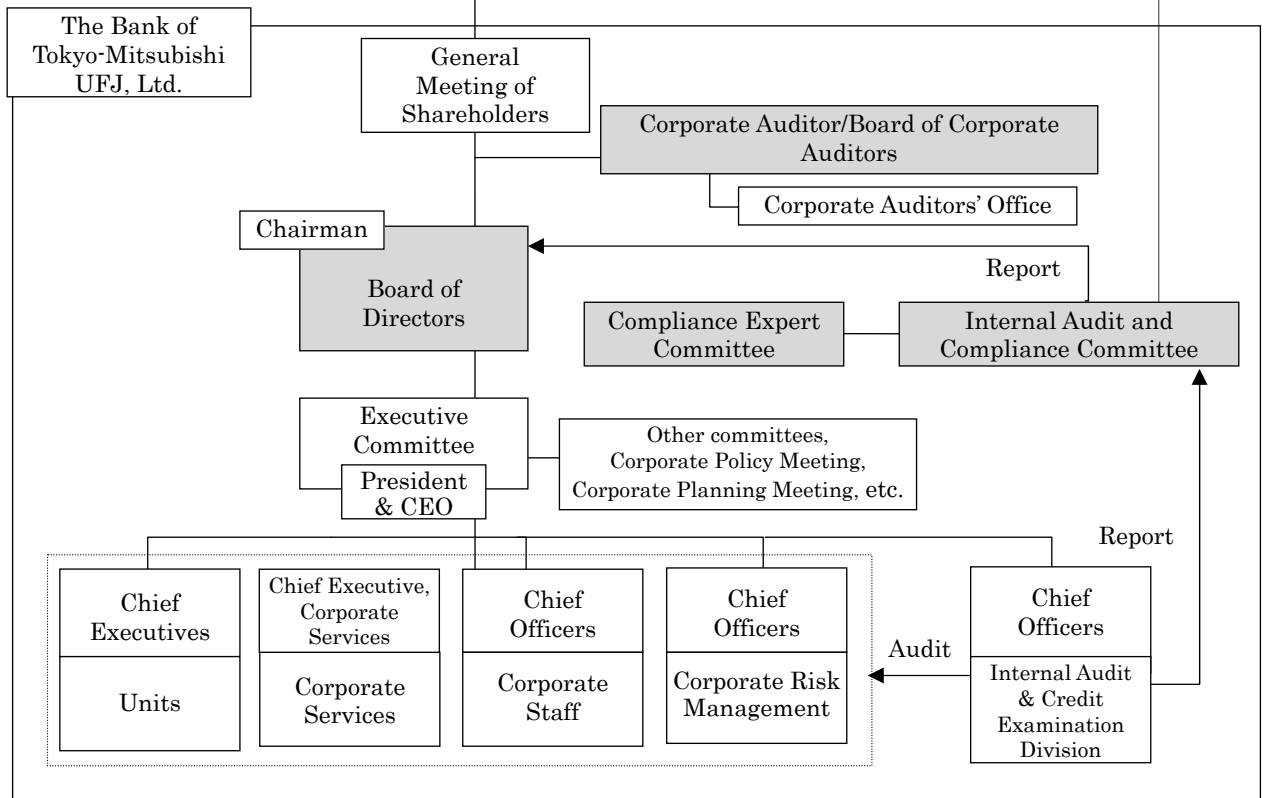 The Bank of
Tokyo-Mitsubishi
UFJ, Ltd.
General
Meeting of
Shareholders
Corporate Auditor/Board of Corporate
Auditors
Corporate Auditors' Office
Chairman
Board of
Directors
Report
Compliance Expert
Committee
Internal Audit and
Compliance Committee
Executive
Committee
President
& CEO
Other committees,
Corporate Policy Meeting,
Corporate Planning Meeting, etc.
Report
Chief
Executives
Units
Chief Executive,
Corporate
Services
Corporate
Services
Chief
Officers
Corporate
Staff
Chief
Officers
Corporate Risk
Management
Audit
Chief
Officers
Internal Audit
& Credit
Examination
Division